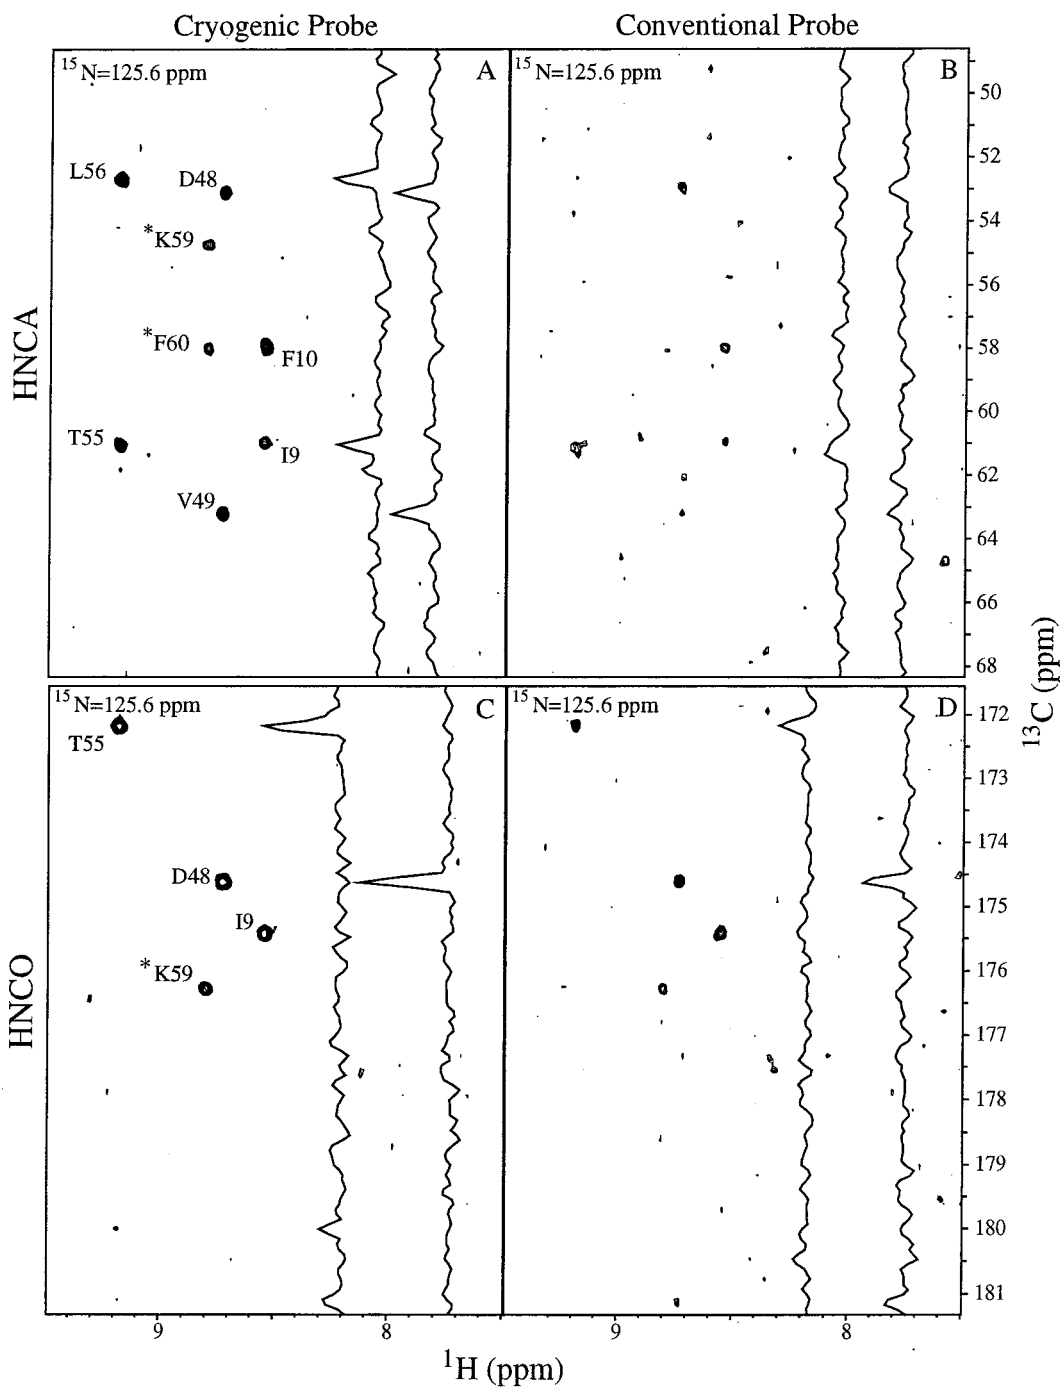 Cryogenic Probe
Conventional Probe
HNCA
¹⁵N=125.6 ppm
A
L56
D48
*K59
*F60
F10
T55
I9
V49
¹⁵N=125.6 ppm
B
50
52
54
56
58
60
62
64
66
68
¹³C (ppm)
HNCO
¹⁵N=125.6 ppm
C
T55
D48
I9
*K59
¹⁵N=125.6 ppm
D
172
173
174
175
176
177
178
179
180
181
9
8
9
8
¹H (ppm)